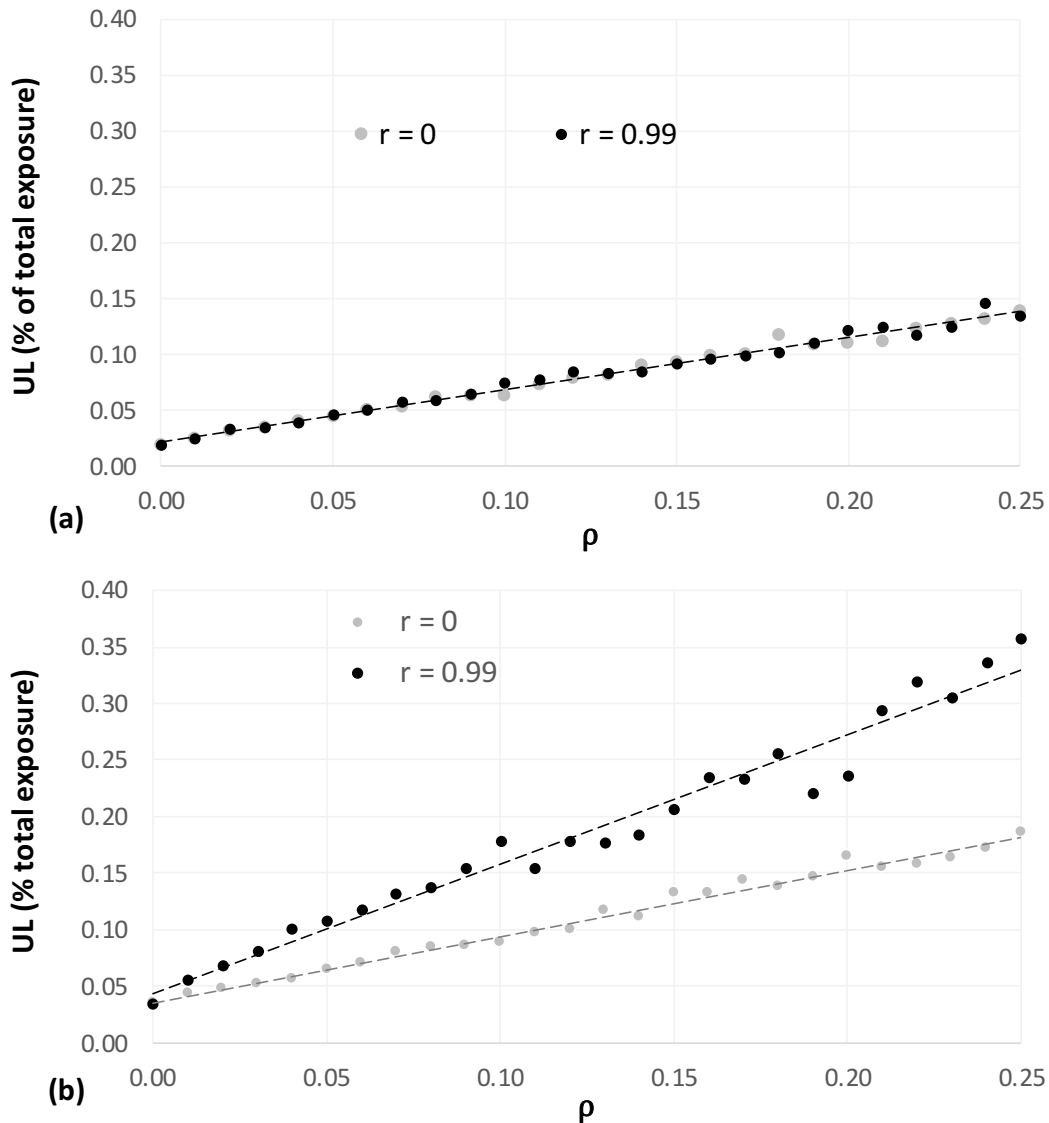 0.40
0.35
0.30
0.25
0.20
0.15
0.10
0.05
0.00
UL (% of total exposure)
r = 0 r = 0.99
0.00 0.05 0.10 0.15 0.20 0.25
(a)
ρ
0.40
0.35
0.30
0.25
0.20
0.15
0.10
0.05
0.00
UL (% total exposure)
r = 0
r = 0.99
0.00 0.05 0.10 0.15 0.20 0.25
(b)
ρ